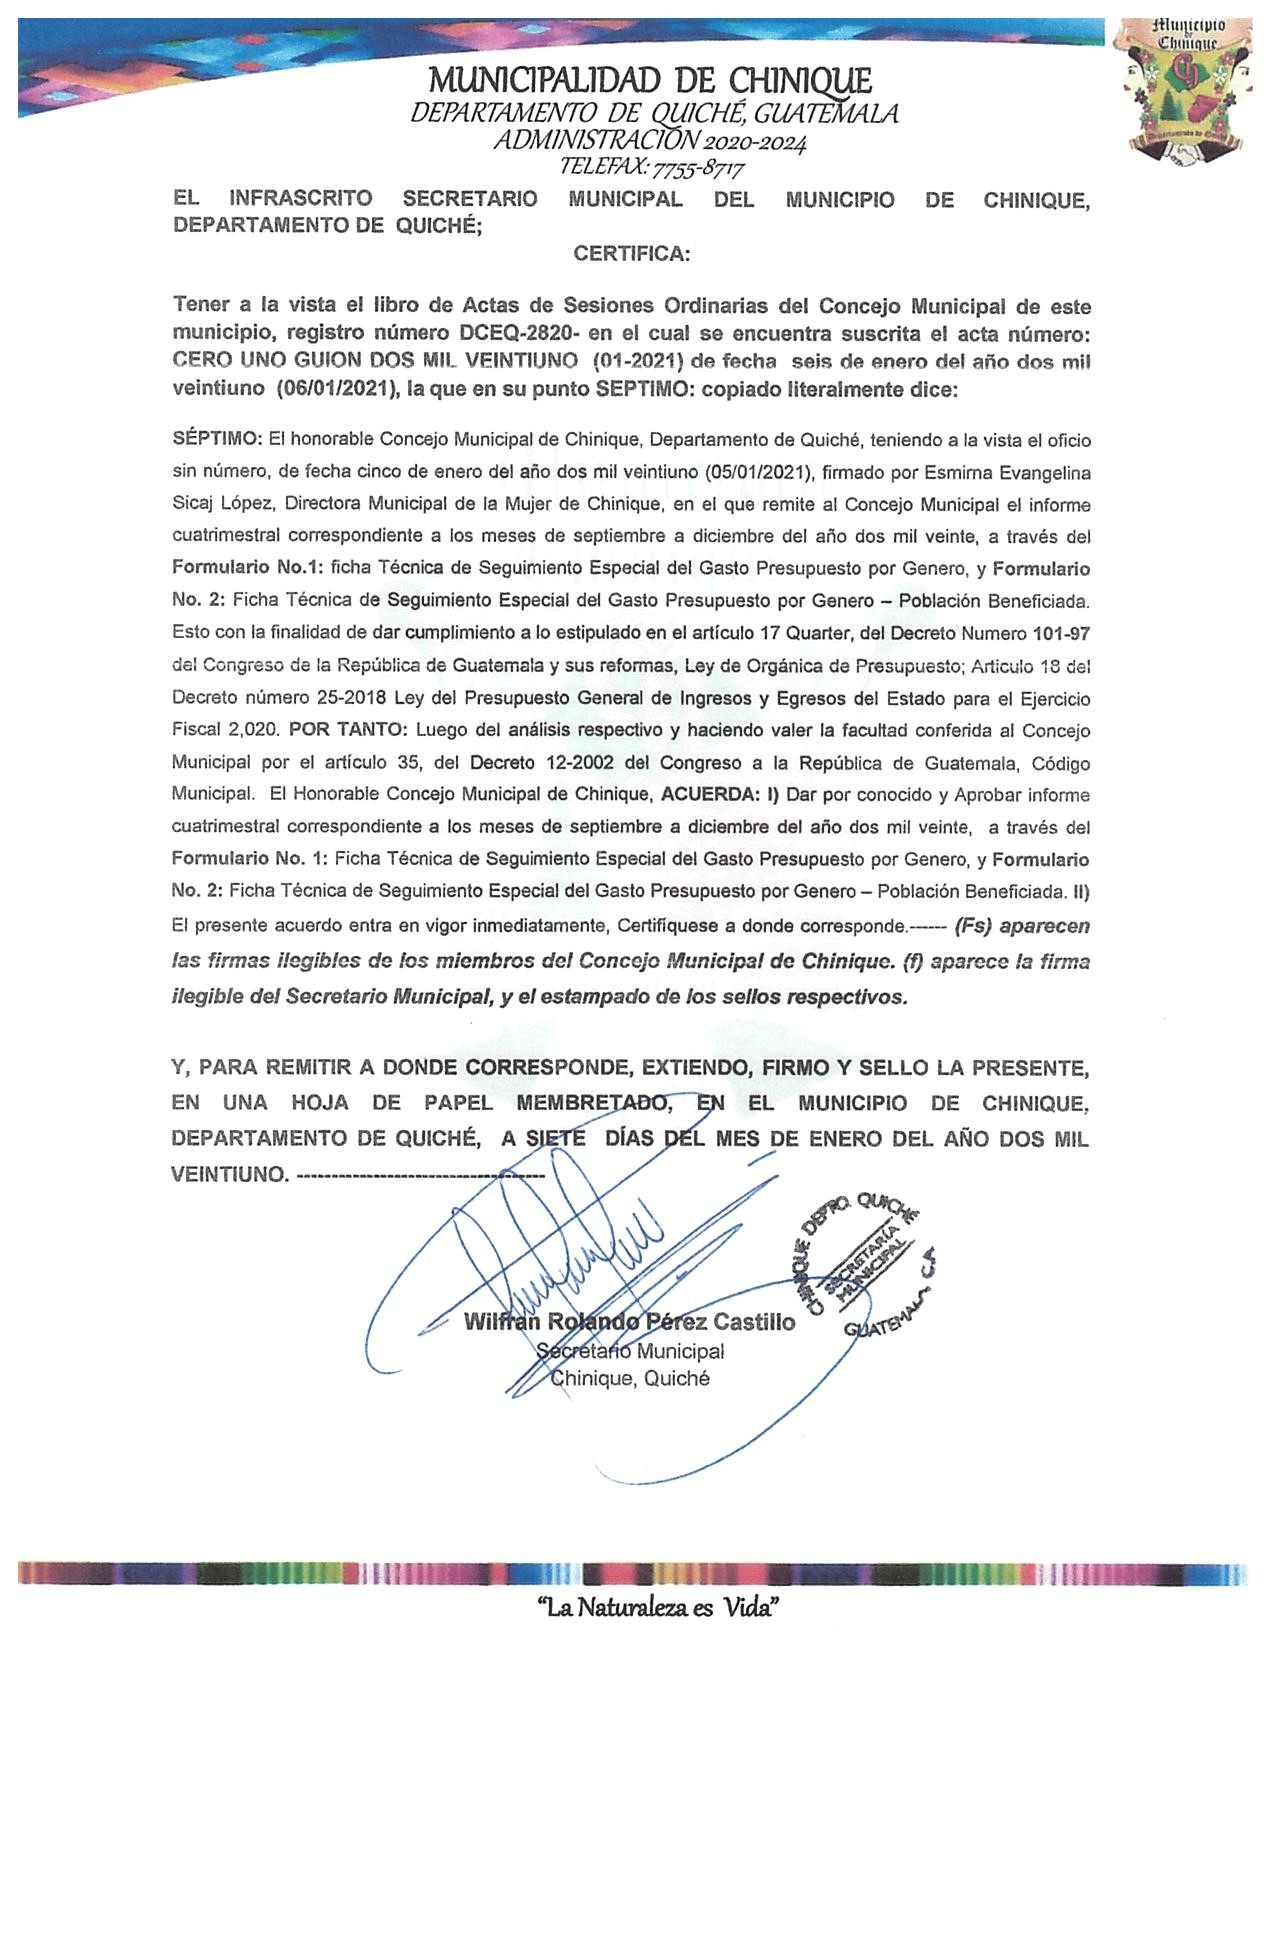 Municipio
de
Chinique
Departamento de Quiché
MUNICIPALIDAD DE CHINIQUE
DEPARTAMENTO DE QUICHÉ, GUATEMALA
ADMINISTRACIÓN 2020-2024
TELEFAX: 7755-8717
EL INFRASCRITO SECRETARIO MUNICIPAL DEL MUNICIPIO DE CHINIQUE,
DEPARTAMENTO DE QUICHÉ;
CERTIFICA:
Tener a la vista el libro de Actas de Sesiones Ordinarias del Concejo Municipal de este
municipio, registro número DCEQ-2820- en el cual se encuentra suscrita el acta número:
CERO UNO GUION DOS MIL VEINTIUNO (01-2021) de fecha seis de enero del año dos mil
veintiuno (06/01/2021), la que en su punto SEPTIMO: copiado literalmente dice:
SÉPTIMO: El honorable Concejo Municipal de Chinique, Departamento de Quiché, teniendo a la vista el oficio
sin número, de fecha cinco de enero del año dos mil veintiuno (05/01/2021), firmado por Esmirna Evangelina
Sicaj López, Directora Municipal de la Mujer de Chinique, en el que remite al Concejo Municipal el informe
cuatrimestral correspondiente a los meses de septiembre a diciembre del año dos mil veinte, a través del
Formulario No.1: ficha Técnica de Seguimiento Especial del Gasto Presupuesto por Genero, y Formulario
No. 2: Ficha Técnica de Seguimiento Especial del Gasto Presupuesto por Genero – Población Beneficiada.
Esto con la finalidad de dar cumplimiento a lo estipulado en el artículo 17 Quarter, del Decreto Numero 101-97
del Congreso de la República de Guatemala y sus reformas, Ley de Orgánica de Presupuesto; Articulo 18 del
Decreto número 25-2018 Ley del Presupuesto General de Ingresos y Egresos del Estado para el Ejercicio
Fiscal 2,020. POR TANTO: Luego del análisis respectivo y haciendo valer la facultad conferida al Concejo
Municipal por el artículo 35, del Decreto 12-2002 del Congreso a la República de Guatemala, Código
Municipal. El Honorable Concejo Municipal de Chinique, ACUERDA: I) Dar por conocido y Aprobar informe
cuatrimestral correspondiente a los meses de septiembre a diciembre del año dos mil veinte, a través del
Formulario No. 1: Ficha Técnica de Seguimiento Especial del Gasto Presupuesto por Genero, y Formulario
No. 2: Ficha Técnica de Seguimiento Especial del Gasto Presupuesto por Genero – Población Beneficiada. II)
El presente acuerdo entra en vigor inmediatamente, Certifíquese a donde corresponde.------ (Fs) aparecen
las firmas ilegibles de los miembros del Concejo Municipal de Chinique. (f) aparece la firma
ilegible del Secretario Municipal, y el estampado de los sellos respectivos.
Y, PARA REMITIR A DONDE CORRESPONDE, EXTIENDO, FIRMO Y SELLO LA PRESENTE,
EN UNA HOJA DE PAPEL MEMBRETADO, EN EL MUNICIPIO DE CHINIQUE,
DEPARTAMENTO DE QUICHÉ, A SIETE DÍAS DEL MES DE ENERO DEL AÑO DOS MIL
VEINTIUNO. -----------------------------------
CHINIQUE DEPTO. QUICHE
SECRETARÍA
MUNICIPAL
GUATEMALA C.A.
Wilfran Rolando Pérez Castillo
Secretario Municipal
Chinique, Quiché
“La Naturaleza es Vida”